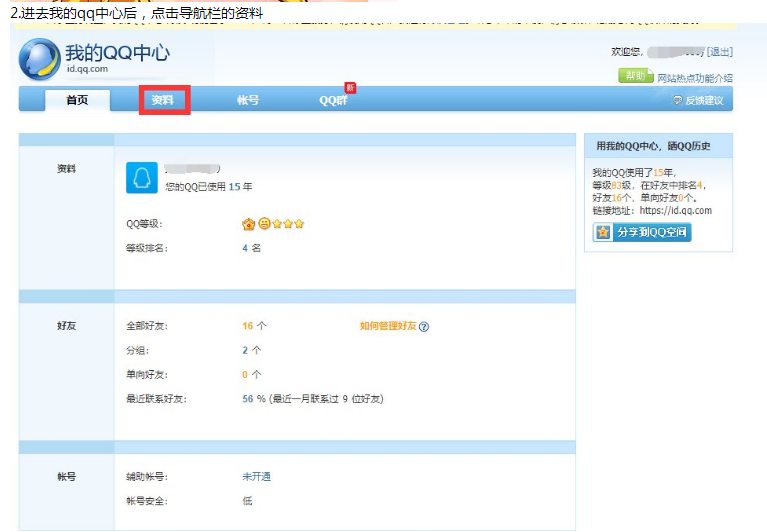 2.进去我的qq中心后，点击导航栏的资料
我的QQ中心
id.qq.com
欢迎您, [退出]
帮助 网站热点功能介绍
首页 资料 帐号 QQ群 新 反馈建议
资料
您的QQ已使用 15 年
QQ等级:
等级排名: 4 名
好友
全部好友: 16 个 如何管理好友 ?
分组: 2 个
单向好友: 0 个
最近联系好友: 56 % (最近一月联系过 9 位好友)
帐号
辅助帐号: 未开通
帐号安全: 低
用我的QQ中心，晒QQ历史
我的QQ使用了15年，
等级83级，在好友中排名4，
好友16个，单向好友0个。
链接地址: https://id.qq.com
分享到QQ空间